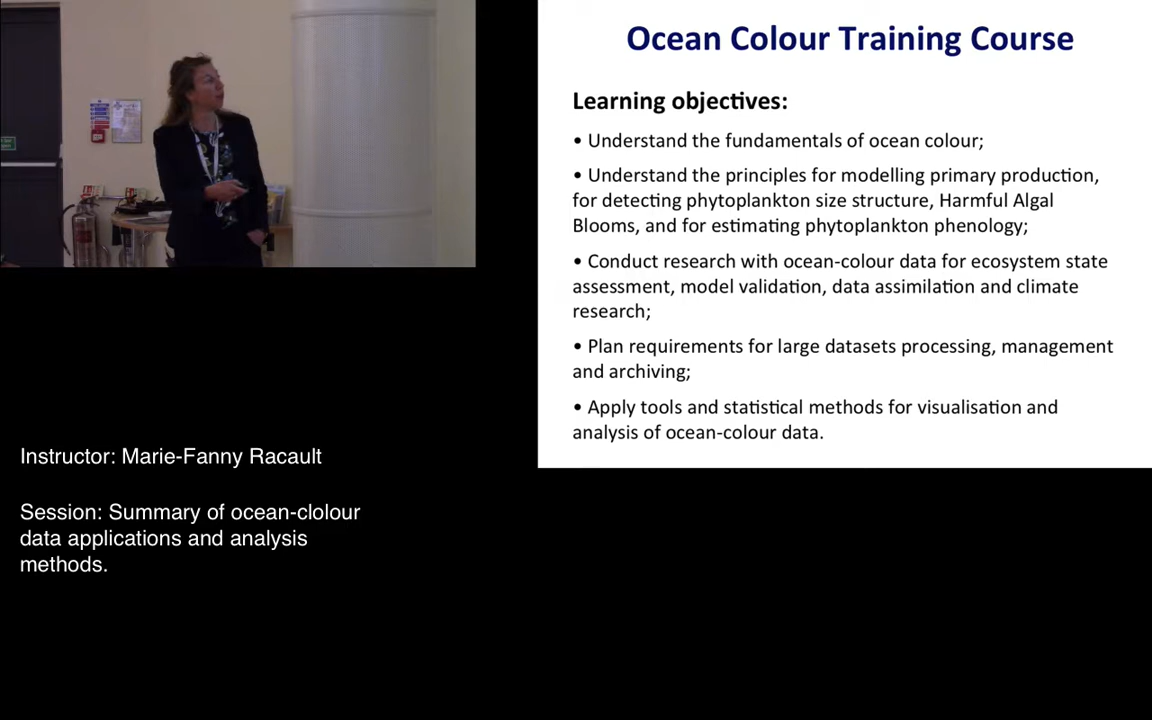 Ocean Colour Training Course
Learning objectives:
• Understand the fundamentals of ocean colour;
• Understand the principles for modelling primary production,
for detecting phytoplankton size structure, Harmful Algal
Blooms, and for estimating phytoplankton phenology;
• Conduct research with ocean-colour data for ecosystem state
assessment, model validation, data assimilation and climate
research;
• Plan requirements for large datasets processing, management
and archiving;
• Apply tools and statistical methods for visualisation and
analysis of ocean-colour data.
Instructor: Marie-Fanny Racault
Session: Summary of ocean-clolour
data applications and analysis
methods.